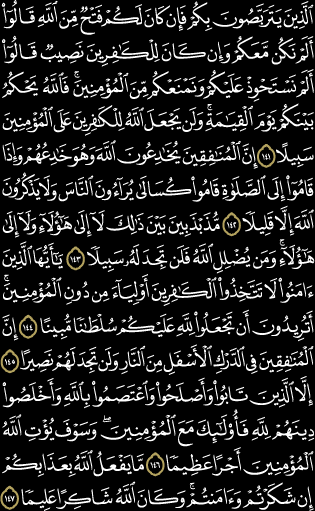 ٱلَّذِينَ يَتَرَبَّصُونَ بِكُمْ فَإِن كَانَ لَكُمْ فَتْحٌ مِّنَ ٱللَّهِ قَالُوٓا۟
أَلَمْ نَكُن مَّعَكُمْ وَإِن كَانَ لِلْكَٰفِرِينَ نَصِيبٌ قَالُوٓا۟
أَلَمْ نَسْتَحْوِذْ عَلَيْكُمْ وَنَمْنَعْكُم مِّنَ ٱلْمُؤْمِنِينَ ۚ فَٱللَّهُ يَحْكُمُ
بَيْنَكُمْ يَوْمَ ٱلْقِيَٰمَةِ ۗ وَلَن يَجْعَلَ ٱللَّهُ لِلْكَٰفِرِينَ عَلَى ٱلْمُؤْمِنِينَ
سَبِيلًا ١٤١ إِنَّ ٱلْمُنَٰفِقِينَ يُخَٰدِعُونَ ٱللَّهَ وَهُوَ خَٰدِعُهُمْ وَإِذَا
قَامُوٓا۟ إِلَى ٱلصَّلَوٰةِ قَامُوا۟ كُسَالَىٰ يُرَآءُونَ ٱلنَّاسَ وَلَا يَذْكُرُونَ
ٱللَّهَ إِلَّا قَلِيلًا ١٤٢ مُّذَبْذَبِينَ بَيْنَ ذَٰلِكَ لَآ إِلَىٰ هَٰٓؤُلَآءِ وَلَآ إِلَىٰ
هَٰٓؤُلَآءِ ۚ وَمَن يُضْلِلِ ٱللَّهُ فَلَن تَجِدَ لَهُۥ سَبِيلًا ١٤٣ يَٰٓأَيُّهَا ٱلَّذِينَ
ءَامَنُوا۟ لَا تَتَّخِذُوا۟ ٱلْكَٰفِرِينَ أَوْلِيَآءَ مِن دُونِ ٱلْمُؤْمِنِينَ ۚ
أَتُرِيدُونَ أَن تَجْعَلُوا۟ لِلَّهِ عَلَيْكُمْ سُلْطَٰنًا مُّبِينًا ١٤٤ إِنَّ
ٱلْمُنَٰفِقِينَ فِى ٱلدَّرْكِ ٱلْأَسْفَلِ مِنَ ٱلنَّارِ وَلَن تَجِدَ لَهُمْ نَصِيرًا ١٤٥
إِلَّا ٱلَّذِينَ تَابُوا۟ وَأَصْلَحُوا۟ وَٱعْتَصَمُوا۟ بِٱللَّهِ وَأَخْلَصُوا۟
دِينَهُمْ لِلَّهِ فَأُو۟لَٰٓئِكَ مَعَ ٱلْمُؤْمِنِينَ ۖ وَسَوْفَ يُؤْتِ ٱللَّهُ
ٱلْمُؤْمِنِينَ أَجْرًا عَظِيمًا ١٤٦ مَّا يَفْعَلُ ٱللَّهُ بِعَذَابِكُمْ
إِن شَكَرْتُمْ وَءَامَنتُمْ ۚ وَكَانَ ٱللَّهُ شَاكِرًا عَلِيمًا ١٤٧